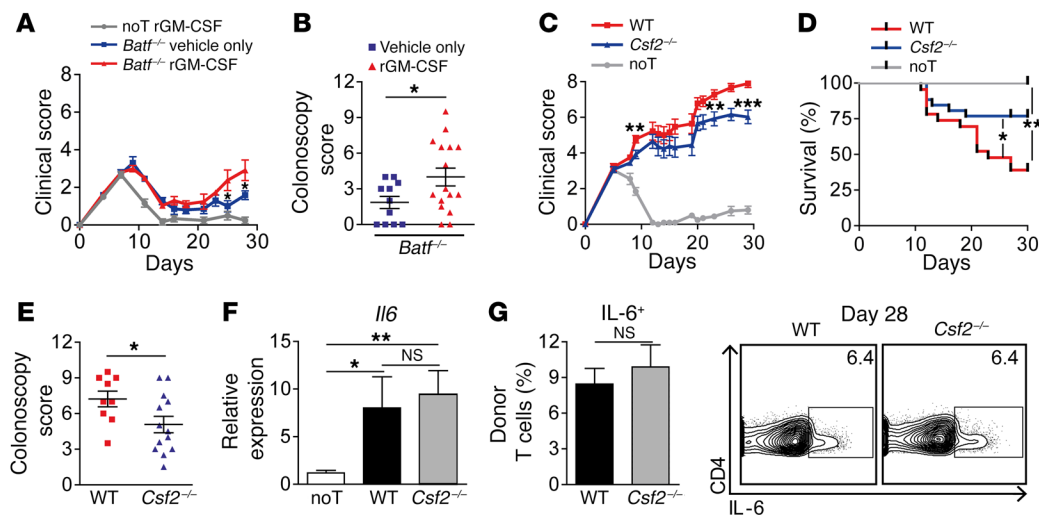 A
noT rGM-CSF
Batf⁻/⁻ vehicle only
Batf⁻/⁻ rGM-CSF
Clinical score
8
6
4
2
0
0
10
20
30
Days
*
*
B
Vehicle only
rGM-CSF
Colonoscopy
score
12
9
6
3
0
*
Batf⁻/⁻
C
WT
Csf2⁻/⁻
noT
Clinical score
8
6
4
2
0
0
10
20
30
Days
**
**
***
D
WT
Csf2⁻/⁻
noT
Survival (%)
100
75
50
25
0
0
10
20
30
Days
*
**
E
Colonoscopy
score
12
9
6
3
0
*
WT
Csf2⁻/⁻
F
Il6
Relative
expression
15
10
5
0
**
*
NS
noT
WT
Csf2⁻/⁻
G
IL-6⁺
Donor
T cells (%)
15
10
5
0
NS
WT
Csf2⁻/⁻
Day 28
WT
Csf2⁻/⁻
6.4
6.4
CD4
IL-6